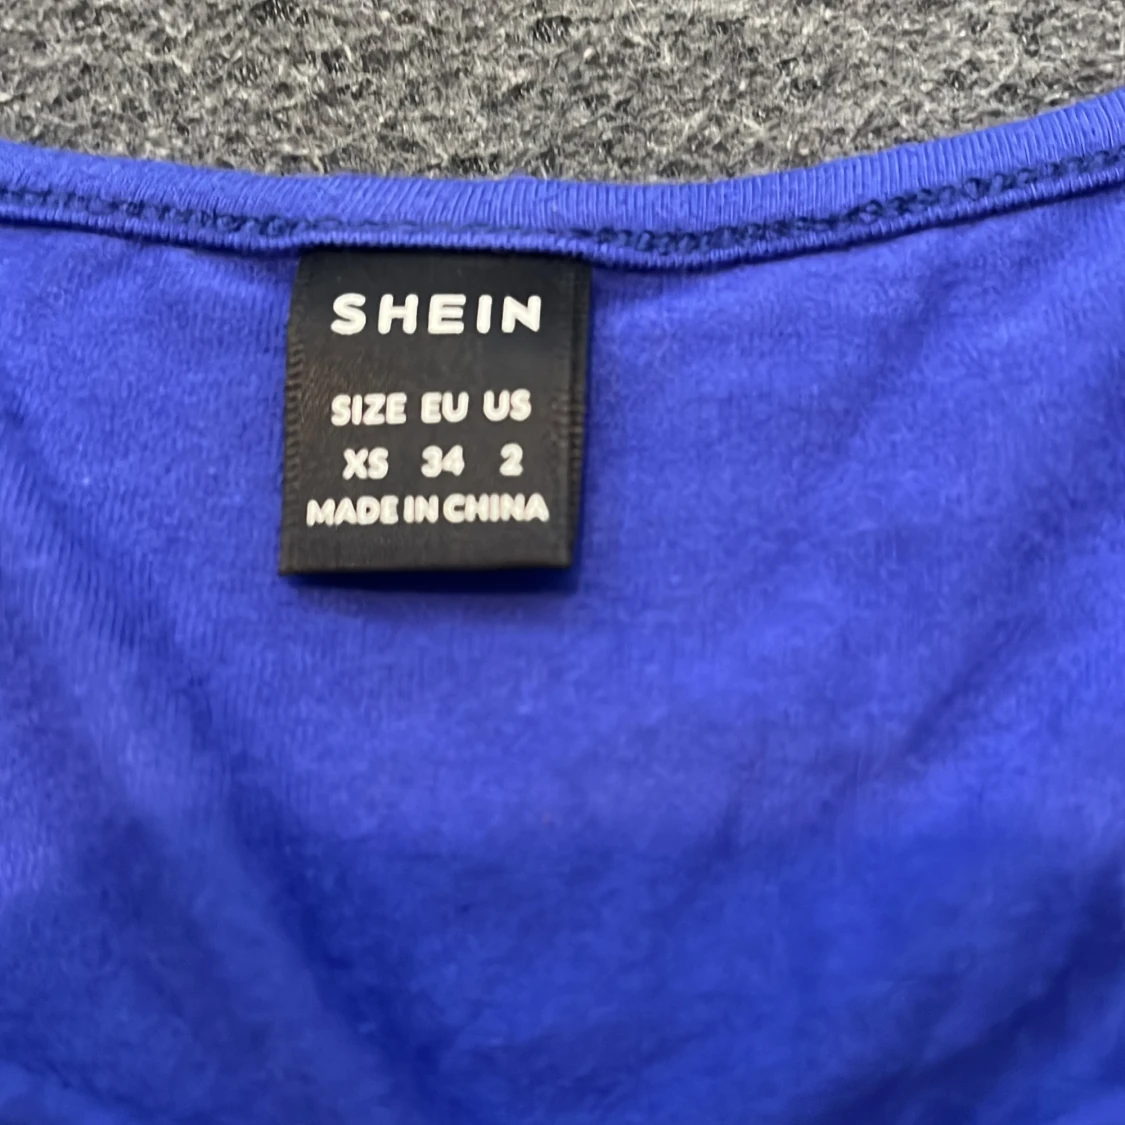 SHEIN
SIZE EU US
XS 34 2
MADE IN CHINA